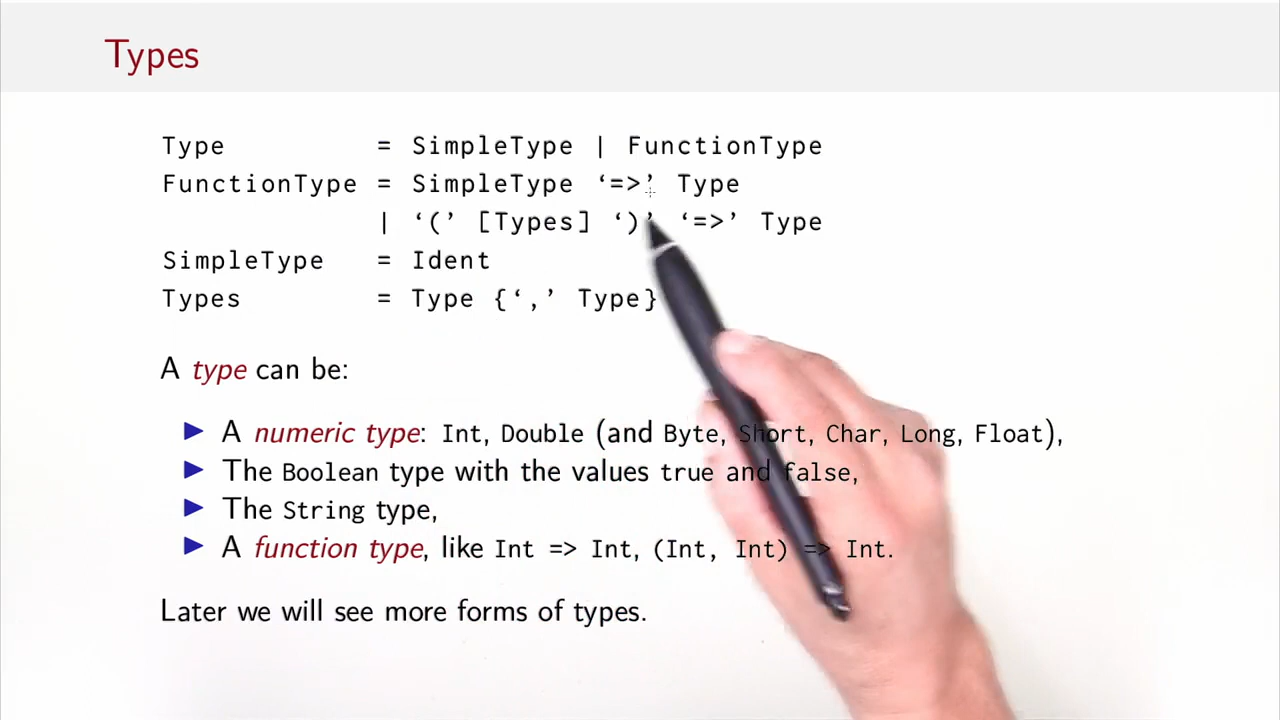 Types
Type = SimpleType | FunctionType
FunctionType = SimpleType ‘=>’ Type
| ‘(’ [Types] ‘)’ ‘=>’ Type
SimpleType = Ident
Types = Type {‘,’ Type}
A type can be:
▶ A numeric type: Int, Double (and Byte, Short, Char, Long, Float),
▶ The Boolean type with the values true and false,
▶ The String type,
▶ A function type, like Int => Int, (Int, Int) => Int.
Later we will see more forms of types.